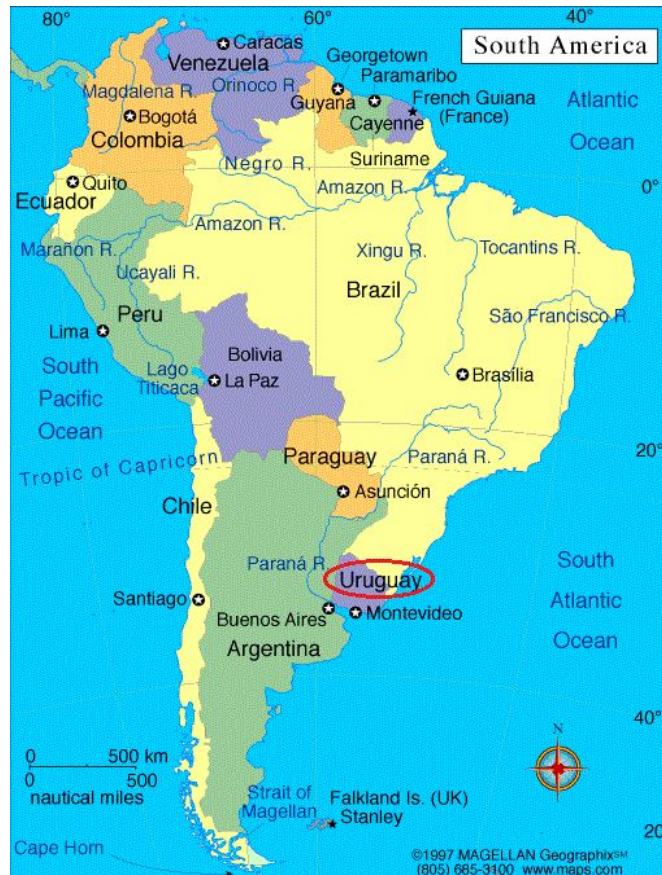 80°
60°
40°
South America
Caracas
Venezuela
Georgetown
Paramaribo
Magdalena R.
Orinoco R.
Guyana
French Guiana
(France)
Atlantic
Ocean
Bogotá
Colombia
Cayenne
Suriname
Negro R.
Quito
Ecuador
Amazon R.
0°
Amazon R.
Marañon R.
Ucayali R.
Xingu R.
Tocantins R.
Peru
Brazil
São Francisco R.
Lima
South
Pacific
Ocean
Lago
Titicaca
Bolivia
La Paz
Brasília
20°
Tropic of Capricorn
Paraguay
Paraná R.
Chile
Asunción
Paraná R.
Uruguay
South
Atlantic
Ocean
Santiago
Buenos Aires
Montevideo
Argentina
40°
0
500 km
0
500
nautical miles
N
Strait of
Magellan
Falkland Is. (UK)
Stanley
Cape Horn
©1997 MAGELLAN Geographix℠
(805) 685-3100 www.maps.com
20